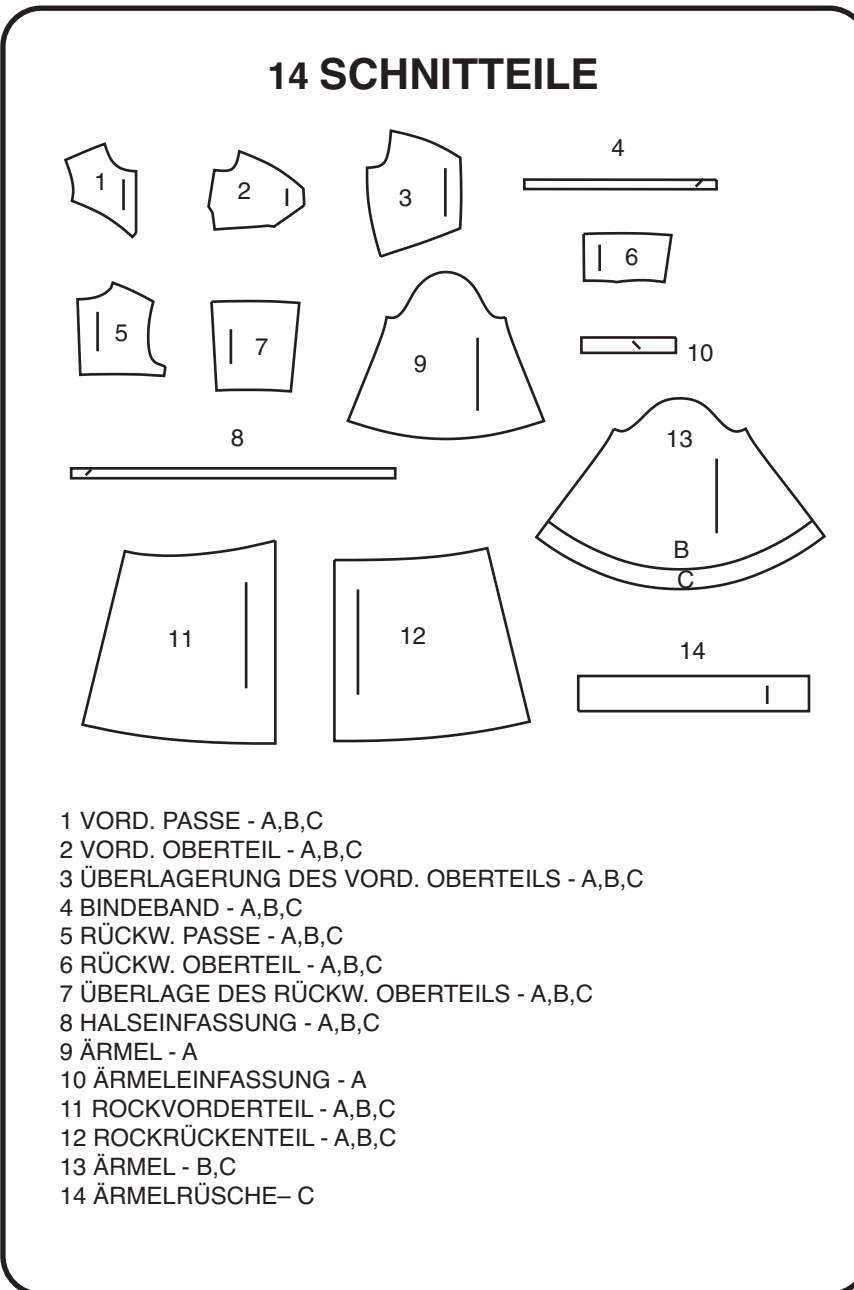 14 SCHNITTEILE
4
1
2
3
6
5
7
9
10
8
13
B
C
11
12
14
1 VORD. PASSE - A,B,C
2 VORD. OBERTEIL - A,B,C
3 ÜBERLAGERUNG DES VORD. OBERTEILS - A,B,C
4 BINDEBAND - A,B,C
5 RÜCKW. PASSE - A,B,C
6 RÜCKW. OBERTEIL - A,B,C
7 ÜBERLAGE DES RÜCKW. OBERTEILS - A,B,C
8 HALSEINFASSUNG - A,B,C
9 ÄRMEL - A
10 ÄRMELEINFASSUNG - A
11 ROCKVORDERTEIL - A,B,C
12 ROCKRÜCKENTEIL - A,B,C
13 ÄRMEL - B,C
14 ÄRMELRÜSCHE– C